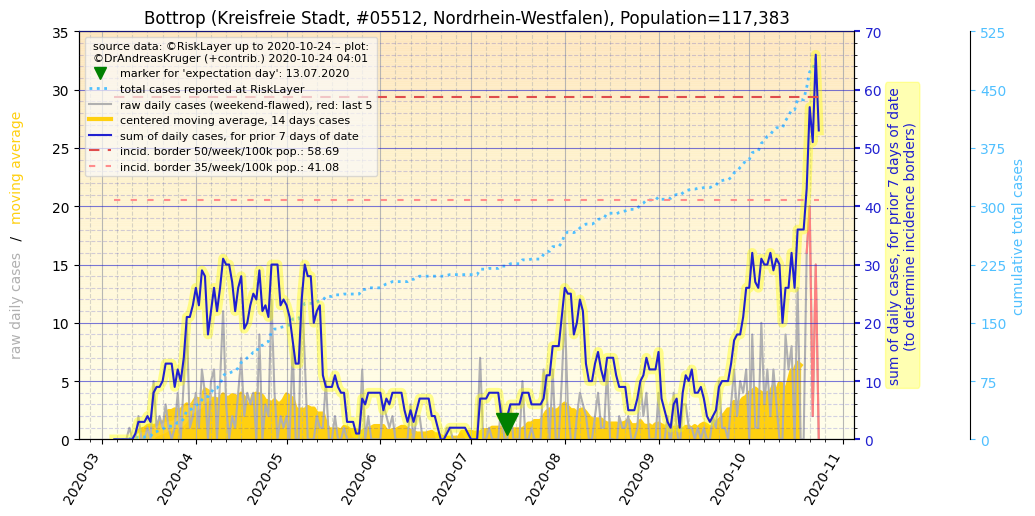 Bottrop (Kreisfreie Stadt, #05512, Nordrhein-Westfalen), Population=117,383
source data: ©RiskLayer up to 2020-10-24 – plot:
©DrAndreasKruger (+contrib.) 2020-10-24 04:01
marker for 'expectation day': 13.07.2020
total cases reported at RiskLayer
raw daily cases (weekend-flawed), red: last 5
centered moving average, 14 days cases
sum of daily cases, for prior 7 days of date
incid. border 50/week/100k pop.: 58.69
incid. border 35/week/100k pop.: 41.08
raw daily cases / moving average
35
30
25
20
15
10
5
0
70
60
50
40
30
20
10
0
sum of daily cases, for prior 7 days of date
(to determine incidence borders)
525
450
375
300
225
150
75
0
cumulative total cases
2020-03
2020-04
2020-05
2020-06
2020-07
2020-08
2020-09
2020-10
2020-11